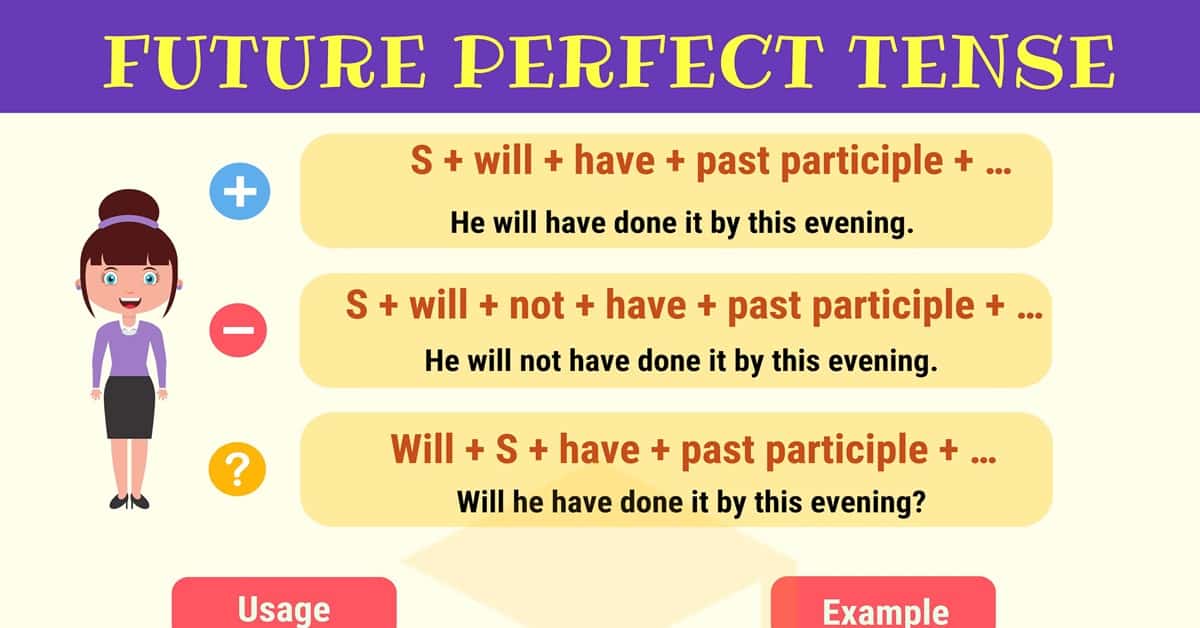 FUTURE PERFECT TENSE
S + will + have + past participle + ...
He will have done it by this evening.
S + will + not + have + past participle + ...
He will not have done it by this evening.
Will + S + have + past participle + ...
Will he have done it by this evening?
Usage
Example